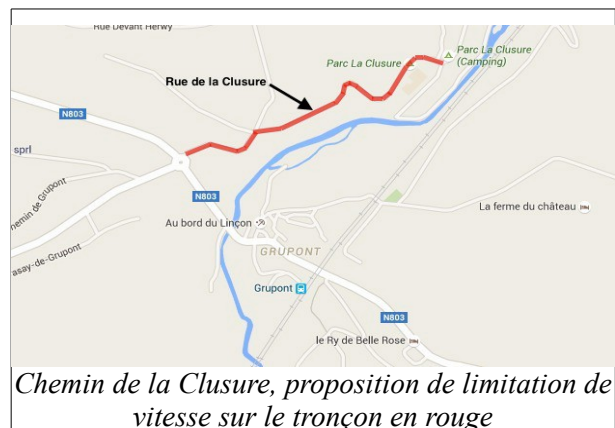 Rue Devant Herwy
Parc La Clusure
(Camping)
Parc La Clusure
Rue de la Clusure
N803
sprl
N803
hemin de Grupont
La ferme du château
Au bord du Linçon
asay-de-Grupont
GRUPONT
Grupont
N803
le Ry de Belle Rose
Chemin de la Clusure, proposition de limitation de
vitesse sur le tronçon en rouge